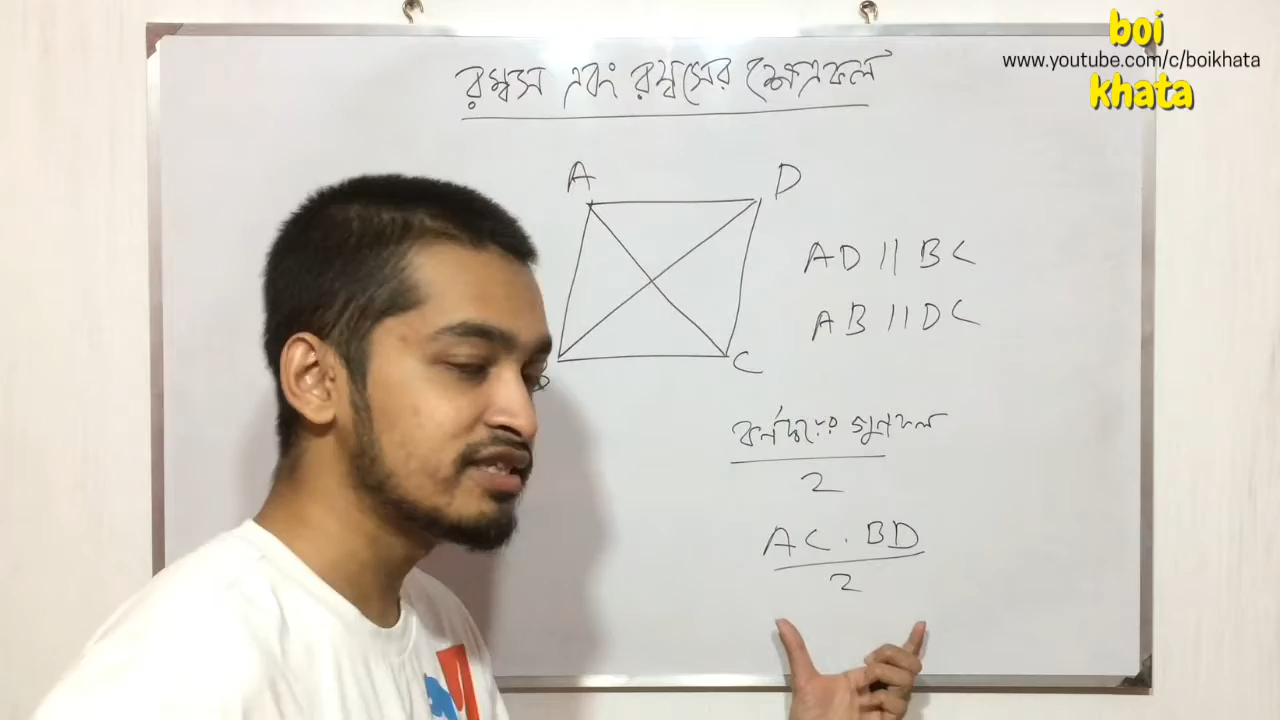 boi
www.youtube.com/c/boikhata
khata
রম্বস এবং রম্বসের ক্ষেত্রফল
A D
AD || BC
AB || DC
B C
কর্ণদ্বয়ের গুণফল
2
AC . BD
2